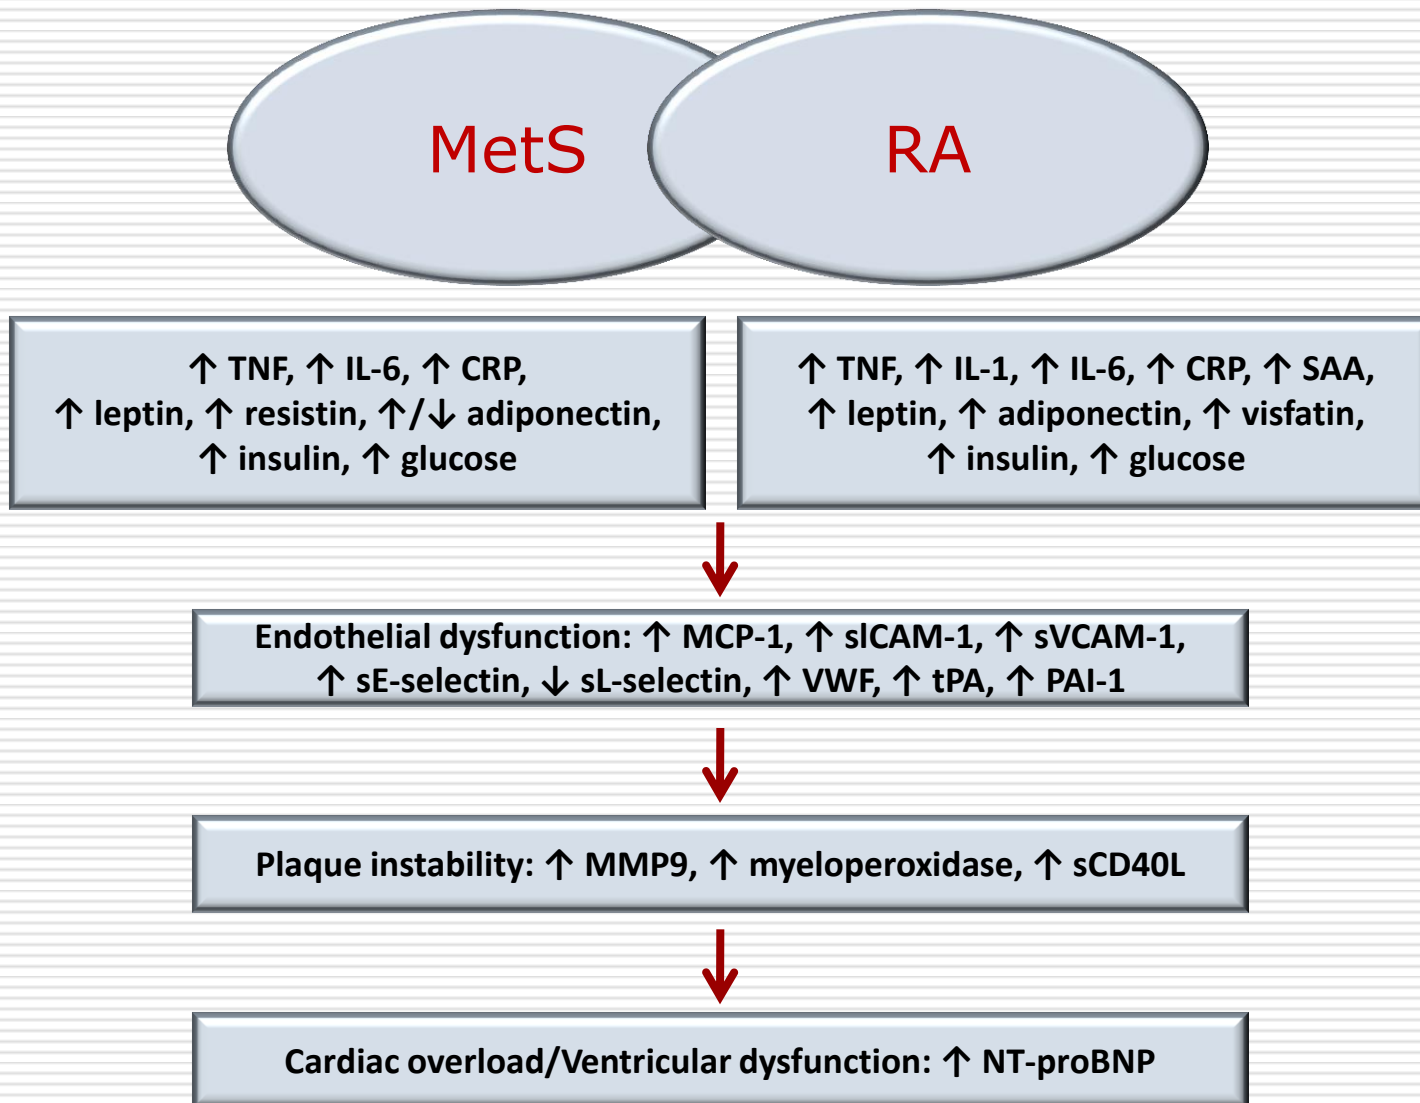 MetS
RA
↑ TNF, ↑ IL-6, ↑ CRP,
↑ leptin, ↑ resistin, ↑/↓ adiponectin,
↑ insulin, ↑ glucose
↑ TNF, ↑ IL-1, ↑ IL-6, ↑ CRP, ↑ SAA,
↑ leptin, ↑ adiponectin, ↑ visfatin,
↑ insulin, ↑ glucose
Endothelial dysfunction: ↑ MCP-1, ↑ sICAM-1, ↑ sVCAM-1,
↑ sE-selectin, ↓ sL-selectin, ↑ VWF, ↑ tPA, ↑ PAI-1
Plaque instability: ↑ MMP9, ↑ myeloperoxidase, ↑ sCD40L
Cardiac overload/Ventricular dysfunction: ↑ NT-proBNP